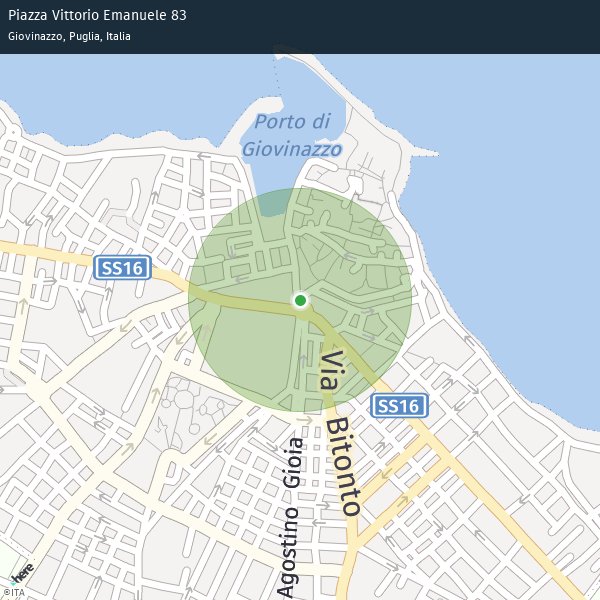 Piazza Vittorio Emanuele 83
Giovinazzo, Puglia, Italia
Porto di
Giovinazzo
SS16
Via Bitonto
SS16
Agostino Gioia
here
©ITA